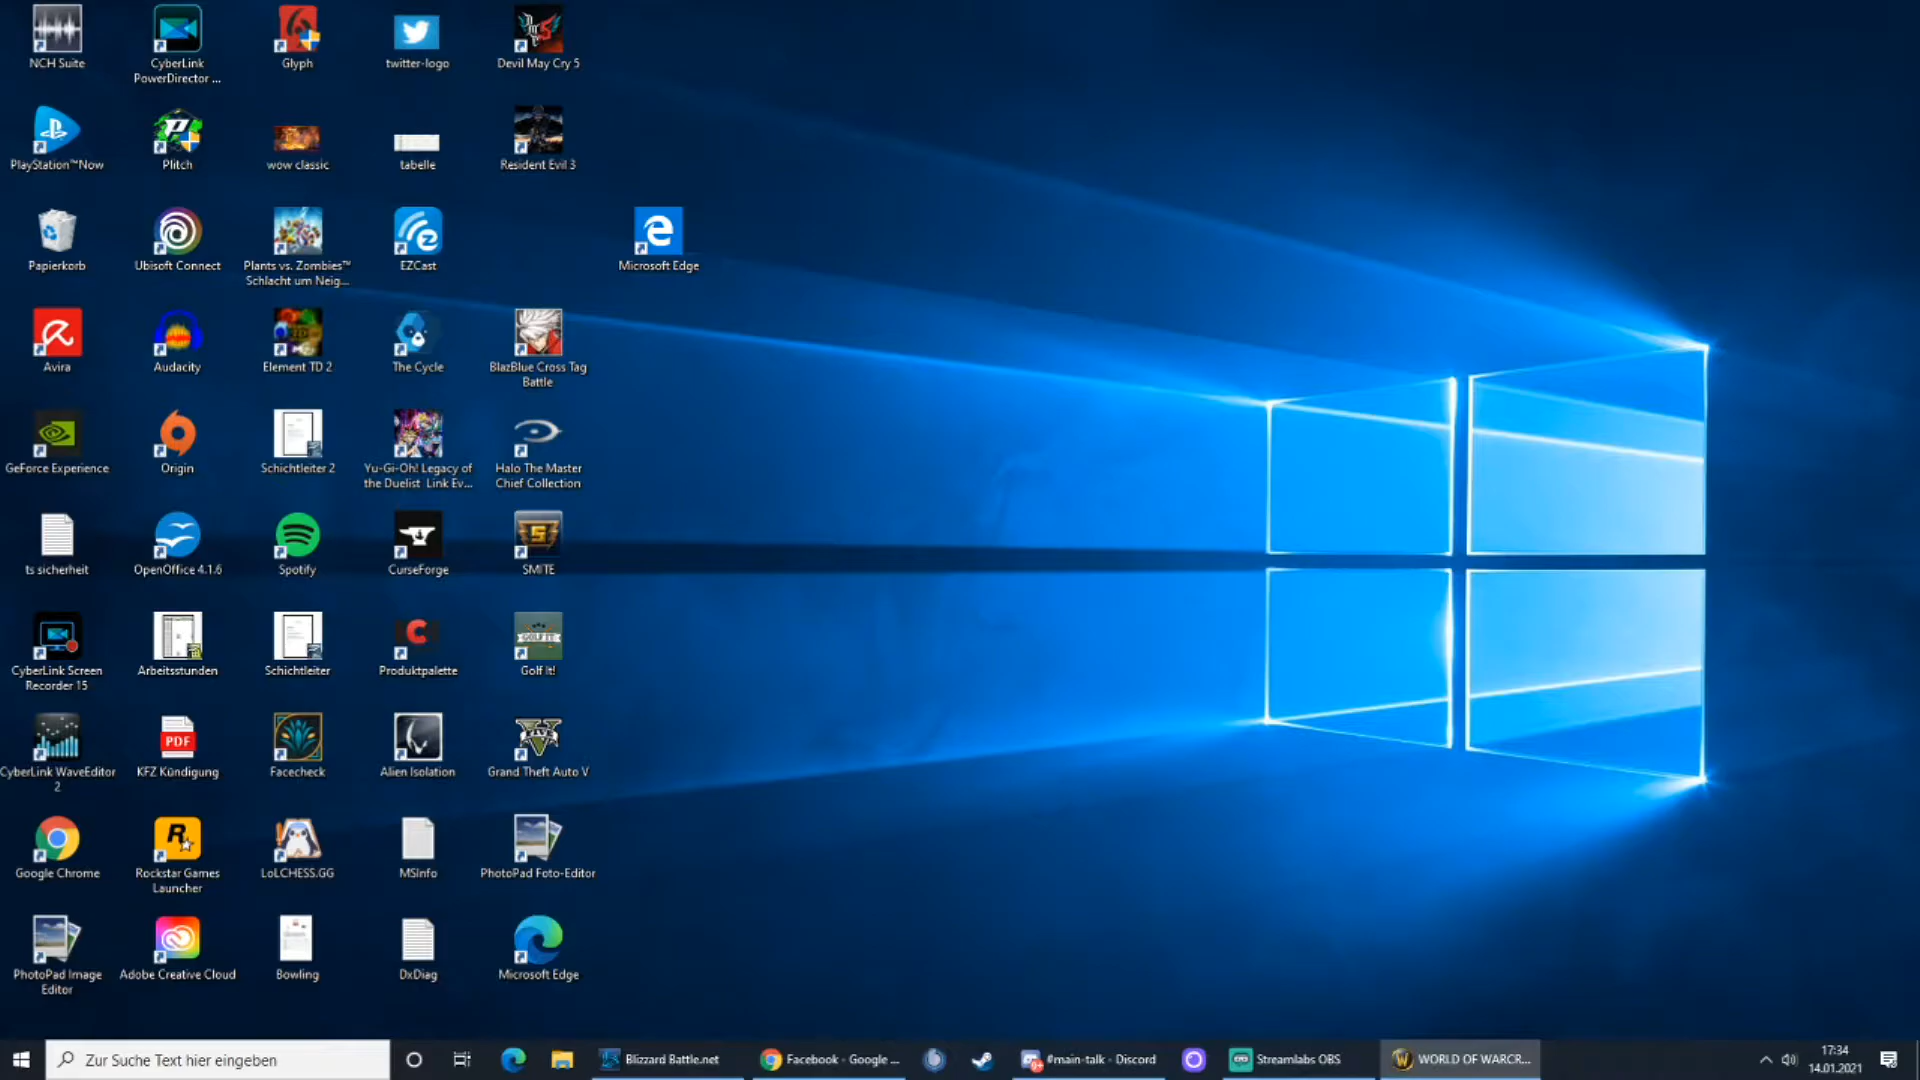 NCH Suite
CyberLink
PowerDirector ...
Glyph
twitter-logo
Devil May Cry 5
PlayStation™Now
Plitch
wow classic
tabelle
Resident Evil 3
Papierkorb
Ubisoft Connect
Plants vs. Zombies™
Schlacht um Neig...
EZCast
Microsoft Edge
Avira
Audacity
Element TD 2
The Cycle
BlazBlue Cross Tag
Battle
GeForce Experience
Origin
Schichtleiter 2
Yu-Gi-Oh! Legacy of
the Duelist Link Ev...
Halo The Master
Chief Collection
ts sicherheit
OpenOffice 4.1.6
Spotify
CurseForge
SMITE
CyberLink Screen
Recorder 15
Arbeitsstunden
Schichtleiter
Produktpalette
GOLF IT!
Golf It!
CyberLink WaveEditor
2
PDF
KFZ Kündigung
Facecheck
Alien Isolation
Grand Theft Auto V
Google Chrome
Rockstar Games
Launcher
LoLCHESS.GG
MSInfo
PhotoPad Foto-Editor
PhotoPad Image
Editor
Adobe Creative Cloud
Bowling
DxDiag
Microsoft Edge
Zur Suche Text hier eingeben
Blizzard Battle.net
Facebook - Google ...
#main-talk - Discord
Streamlabs OBS
WORLD OF WARCR...
17:34
14.01.2021